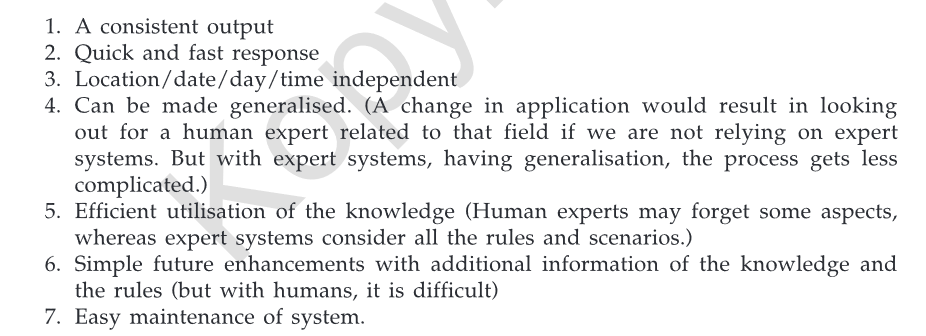 1. A consistent output
2. Quick and fast response
3. Location/date/day/time independent
4. Can be made generalised. (A change in application would result in looking
out for a human expert related to that field if we are not relying on expert
systems. But with expert systems, having generalisation, the process gets less
complicated.)
5. Efficient utilisation of the knowledge (Human experts may forget some aspects,
whereas expert systems consider all the rules and scenarios.)
6. Simple future enhancements with additional information of the knowledge and
the rules (but with humans, it is difficult)
7. Easy maintenance of system.